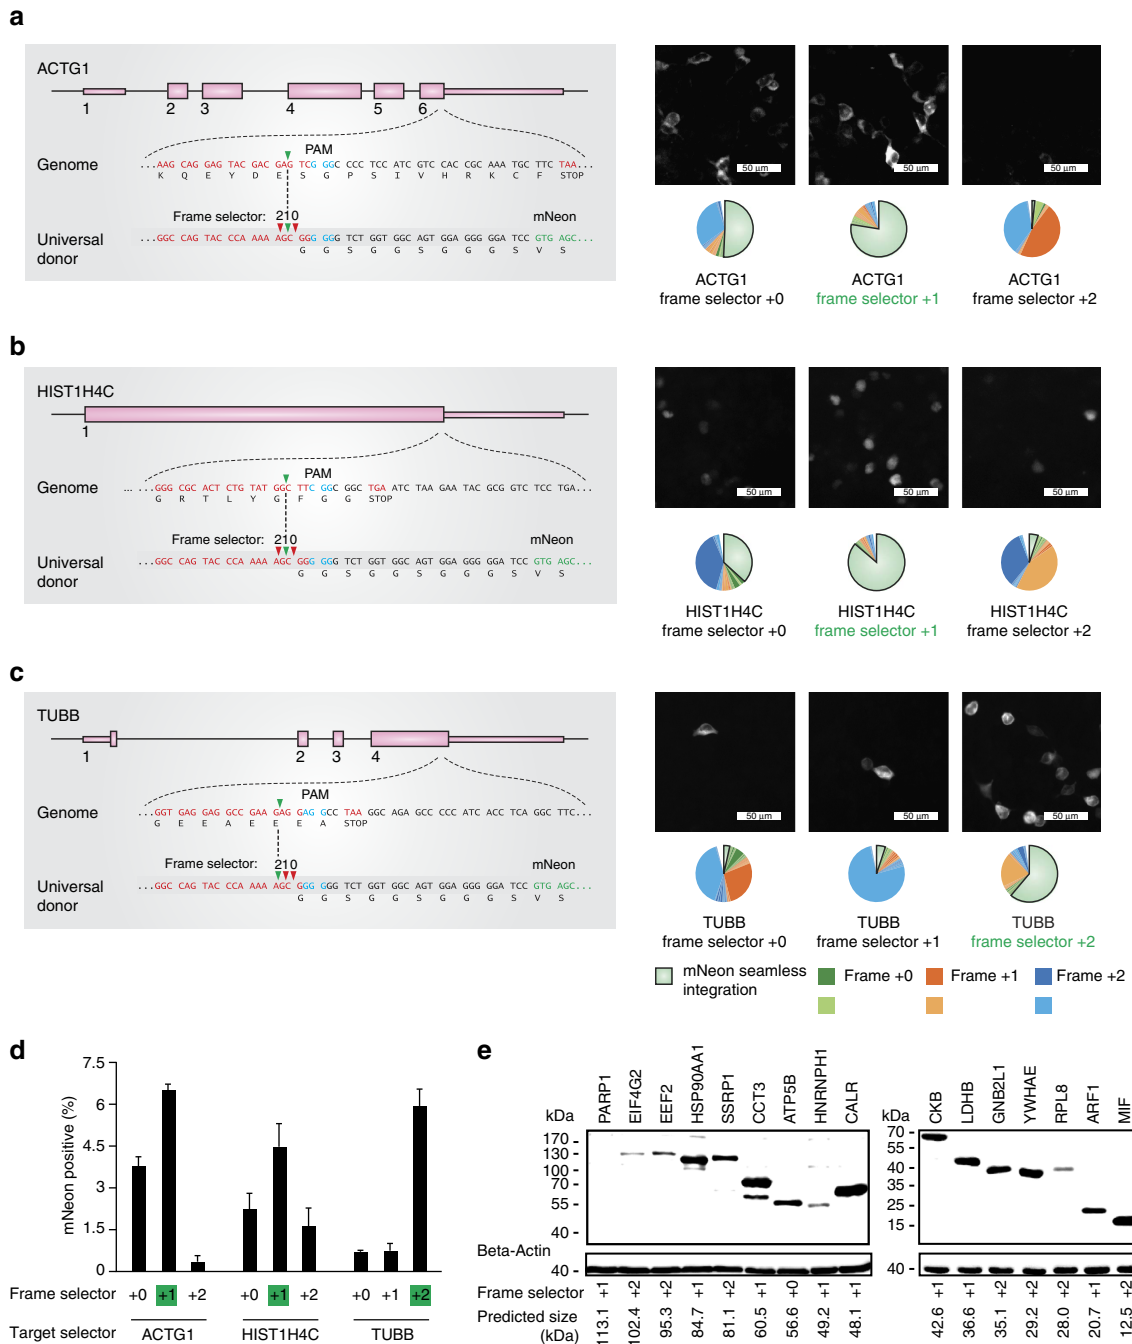 a
ACTG1
1 2 3 4 5 6
PAM
Genome
...AAG CAG GAG TAC GAC GAG TCG GGC CCC TCC ATC GTC CAC CGC AAA TGC TTC TAA...
K Q E Y D E S G P S I V H R K C F STOP
Frame selector: 210
mNeon
Universal donor
...GGC CAG TAC CCA AAA AGC GGG GGG TCT GGT GGC AGT GGA GGG GGA TCC GTG AGC...
G G S G G S G G G S V S
50 µm
50 µm
50 µm
ACTG1 frame selector +0
ACTG1 frame selector +1
ACTG1 frame selector +2
b
HIST1H4C
1
PAM
Genome
... ...GGG CGC ACT CTG TAT GGC TTC GGC GGC TGA ATC TAA GAA TAC GCG GTC TCC TGA...
G R T L Y G F G G STOP
Frame selector: 210
mNeon
Universal donor
...GGC CAG TAC CCA AAA AGC GGG GGG TCT GGT GGC AGT GGA GGG GGA TCC GTG AGC...
G G S G G S G G G S V S
50 µm
50 µm
50 µm
HIST1H4C frame selector +0
HIST1H4C frame selector +1
HIST1H4C frame selector +2
c
TUBB
1 2 3 4
PAM
Genome
...GGT GAG GAG GCC GAA GAG GAG GCC TAA GGC AGA GCC CCC ATC ACC TCA GGC TTC...
G E E A E E E A STOP
Frame selector: 210
mNeon
Universal donor
...GGC CAG TAC CCA AAA AGC GGGG GGGT CT GGT GGC AGT GGA GGG GGA TCC GTG AGC...
G G S G G S G G G S V S
50 µm
50 µm
50 µm
TUBB frame selector +0
TUBB frame selector +1
TUBB frame selector +2
mNeon seamless integration
Frame +0
Frame +1
Frame +2
d
mNeon positive (%)
7.5
6
4.5
3
1.5
0
Frame selector +0 +1 +2 +0 +1 +2 +0 +1 +2
Target selector ACTG1 HIST1H4C TUBB
e
kDa PARP1 EIF4G2 EEF2 HSP90AA1 SSRP1 CCT3 ATP5B HNRNPH1 CALR
170
130
100
70
55
40
Beta-Actin
40
Frame selector +1 +2 +2 +1 +2 +1 +0 +1 +1
Predicted size (kDa) 113.1 102.4 95.3 84.7 81.1 60.5 56.6 49.2 48.1
kDa CKB LDHB GNB2L1 YWHAE RPL8 ARF1 MIF
70
55
40
35
25
15
40
+1 +1 +2 +2 +2 +1 +2
42.6 36.6 35.1 29.2 28.0 20.7 12.5